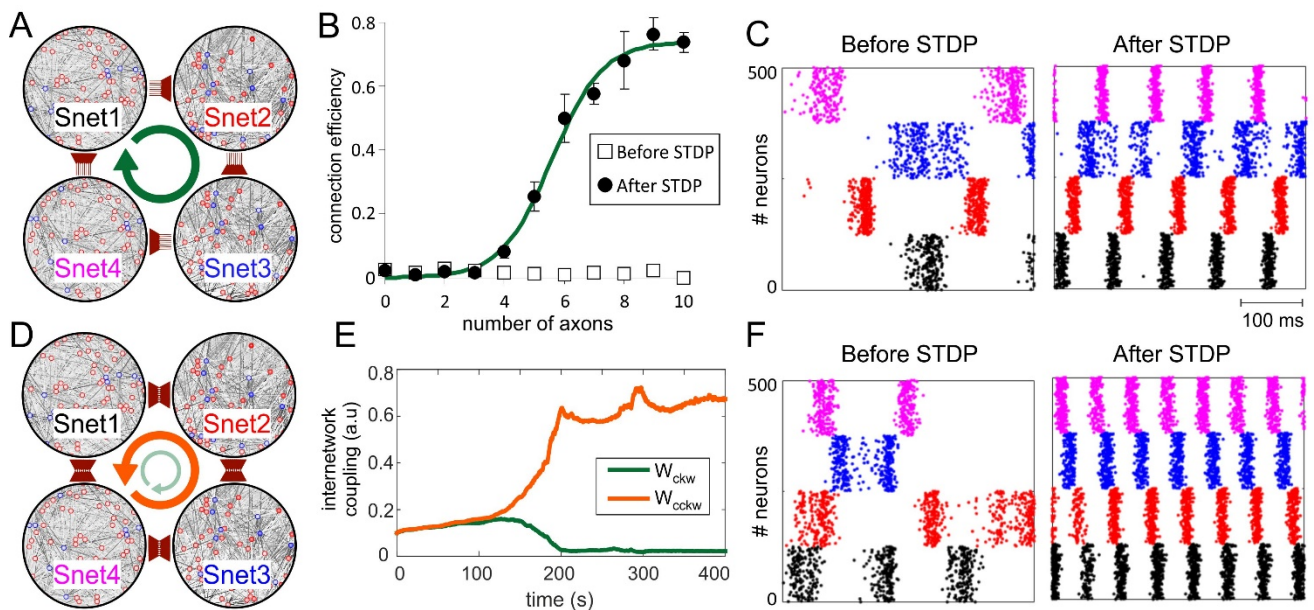 A
Snet1
Snet2
Snet4
Snet3
B
connection efficiency
0.8
0.6
0.4
0.2
0
Before STDP
After STDP
0 2 4 6 8 10
number of axons
C
Before STDP
After STDP
# neurons
500
0
100 ms
D
Snet1
Snet2
Snet4
Snet3
E
internetwork
coupling (a.u)
0.8
0.6
0.4
0.2
0
Wckw
Wcckw
0 100 200 300 400
time (s)
F
Before STDP
After STDP
# neurons
500
0